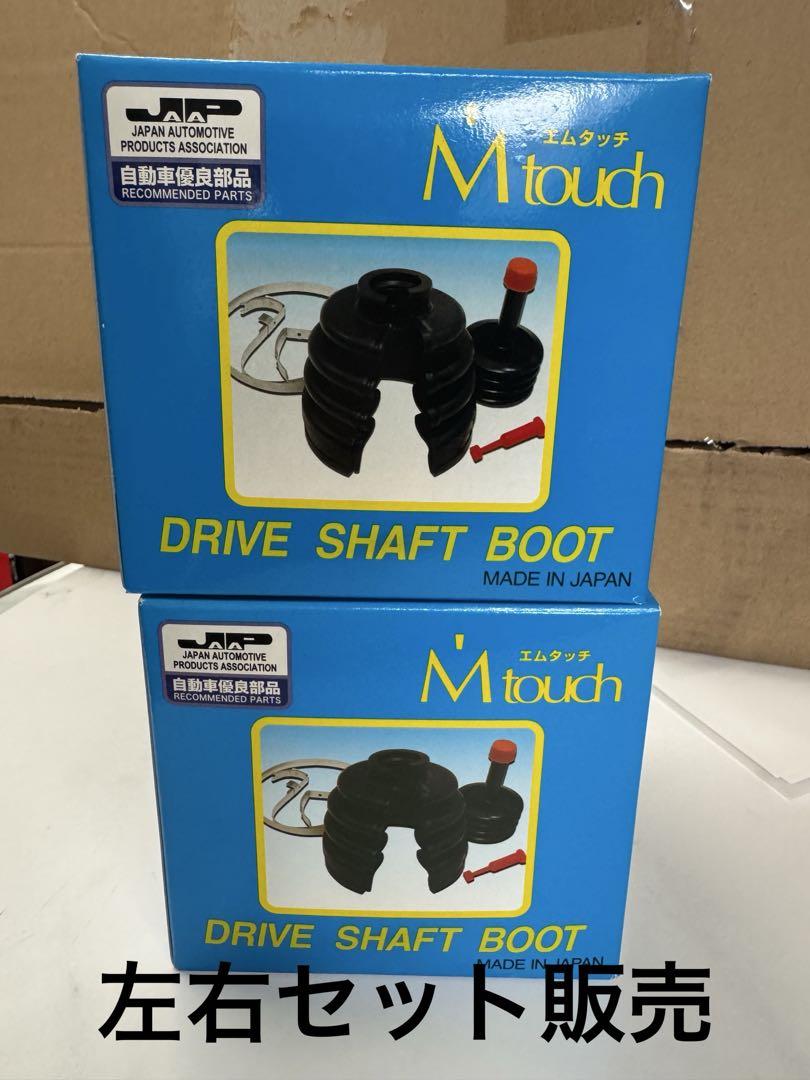 JAPA
JAPAN AUTOMOTIVE
PRODUCTS ASSOCIATION
自動車優良部品
RECOMMENDED PARTS
エムタッチ
M'touch
DRIVE SHAFT BOOT
MADE IN JAPAN
JAPA
JAPAN AUTOMOTIVE
PRODUCTS ASSOCIATION
自動車優良部品
RECOMMENDED PARTS
エムタッチ
M'touch
DRIVE SHAFT BOOT
MADE IN JAPAN
左右セット販売